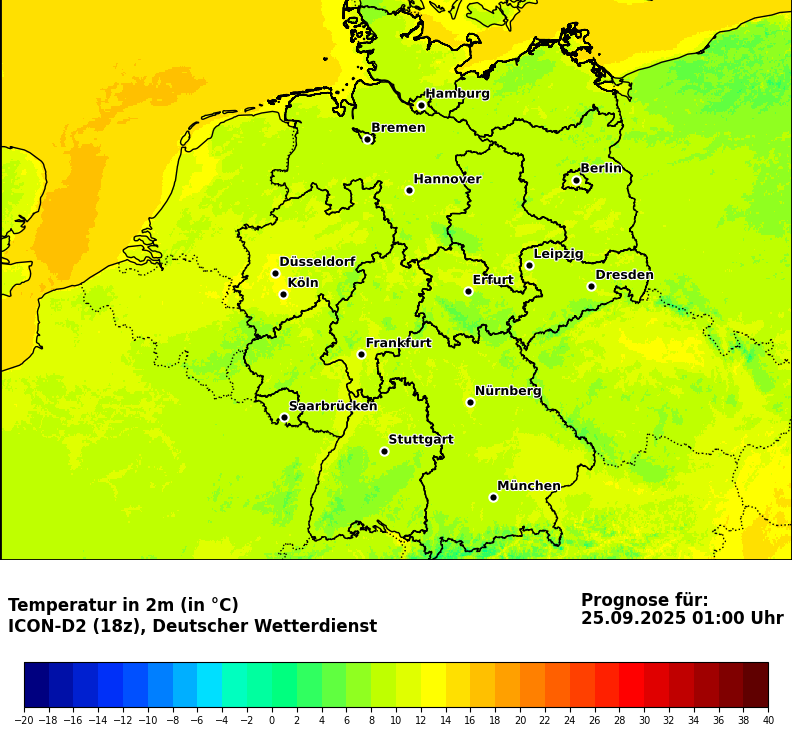 Hamburg
Bremen
Berlin
Hannover
Leipzig
Düsseldorf
Dresden
Köln
Erfurt
Frankfurt
Nürnberg
Saarbrücken
Stuttgart
München
Temperatur in 2m (in °C)
ICON-D2 (18z), Deutscher Wetterdienst
Prognose für:
25.09.2025 01:00 Uhr
−20 −18 −16 −14 −12 −10 −8 −6 −4 −2 0 2 4 6 8 10 12 14 16 18 20 22 24 26 28 30 32 34 36 38 40